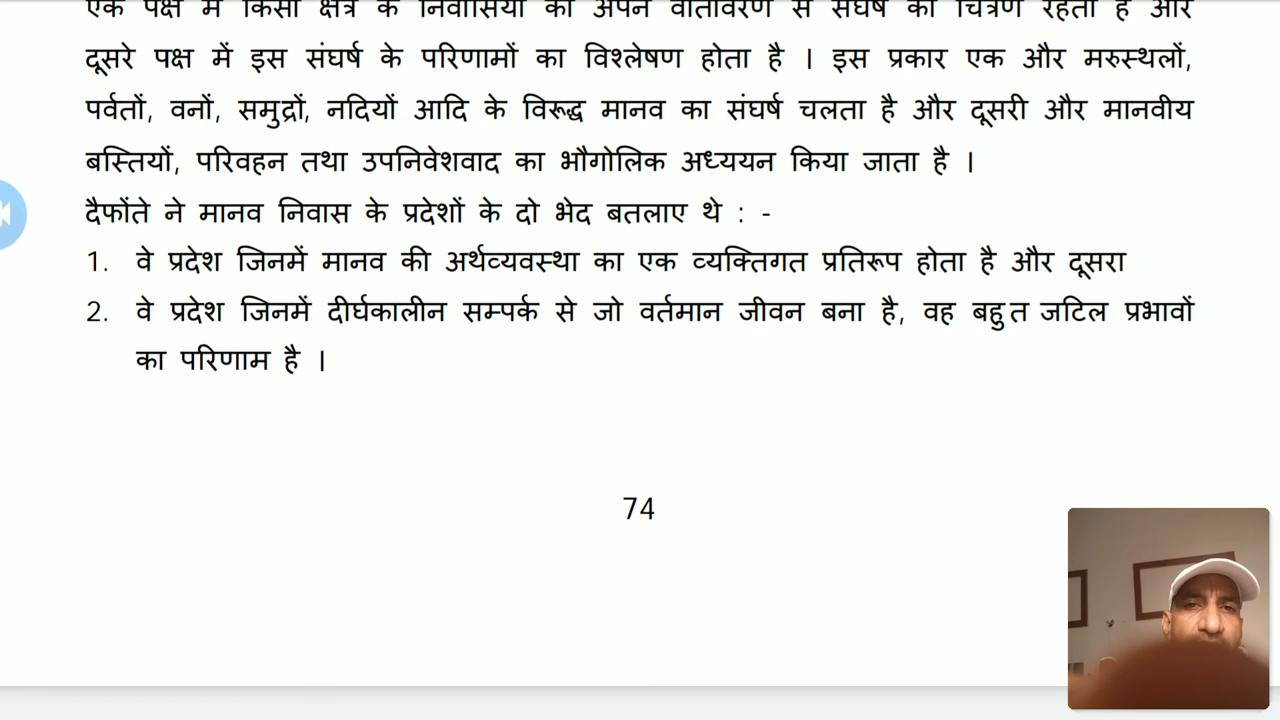 एक पक्ष में किसी क्षेत्र के निवासियों का अपने वातावरण से संघर्ष का चित्रण रहता है और
दूसरे पक्ष में इस संघर्ष के परिणामों का विश्लेषण होता है । इस प्रकार एक और मरुस्थलों,
पर्वतों, वनों, समुद्रों, नदियों आदि के विरूद्ध मानव का संघर्ष चलता है और दूसरी और मानवीय
बस्तियों, परिवहन तथा उपनिवेशवाद का भौगोलिक अध्ययन किया जाता है ।
दैफोंते ने मानव निवास के प्रदेशों के दो भेद बतलाए थे : -
1. वे प्रदेश जिनमें मानव की अर्थव्यवस्था का एक व्यक्तिगत प्रतिरूप होता है और दूसरा
2. वे प्रदेश जिनमें दीर्घकालीन सम्पर्क से जो वर्तमान जीवन बना है, वह बहुत जटिल प्रभावों
का परिणाम है ।
74